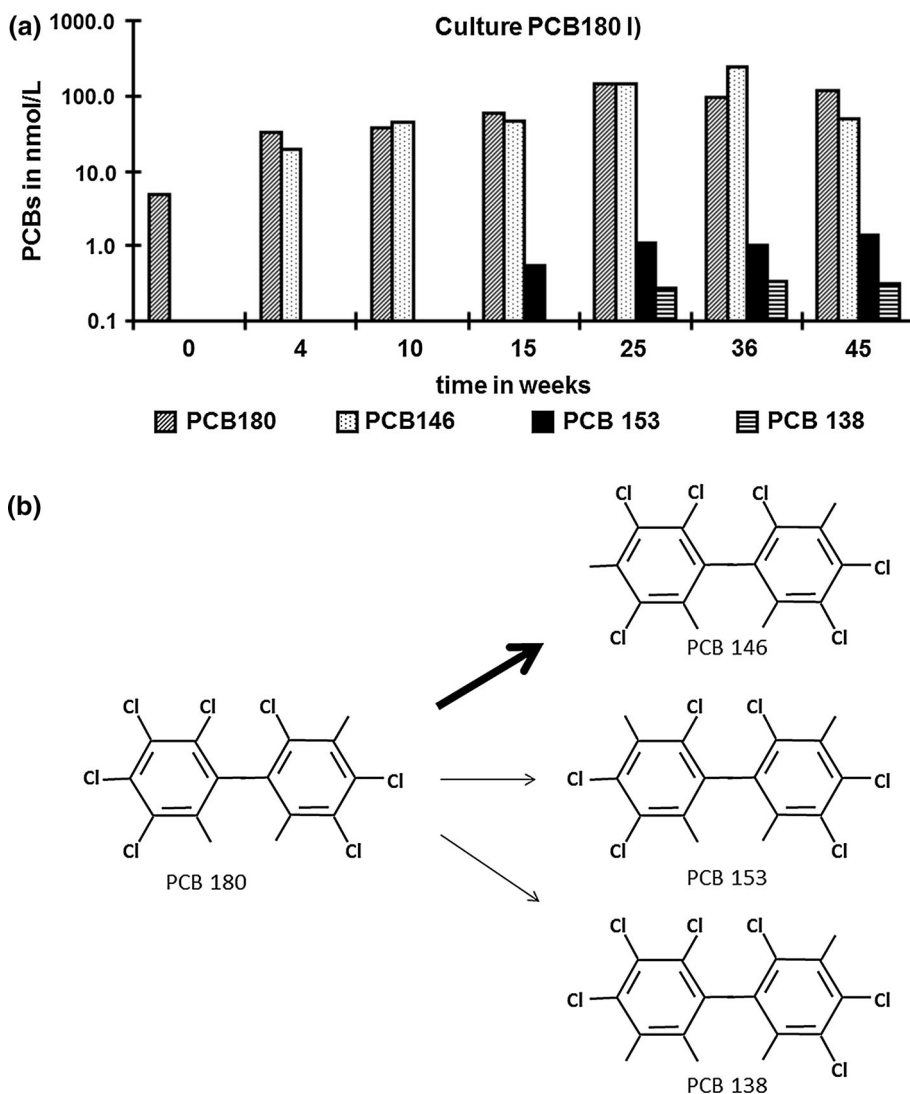 (a)
Culture PCB180 I)
PCBs in nmol/L
1000.0
100.0
10.0
1.0
0.1
0 4 10 15 25 36 45
time in weeks
PCB180 PCB146 PCB 153 PCB 138
(b)
Cl Cl Cl
Cl
Cl Cl
PCB 146
Cl Cl Cl
Cl Cl
Cl Cl
PCB 180
Cl Cl
Cl Cl
Cl Cl
PCB 153
Cl Cl Cl
Cl Cl
Cl
PCB 138